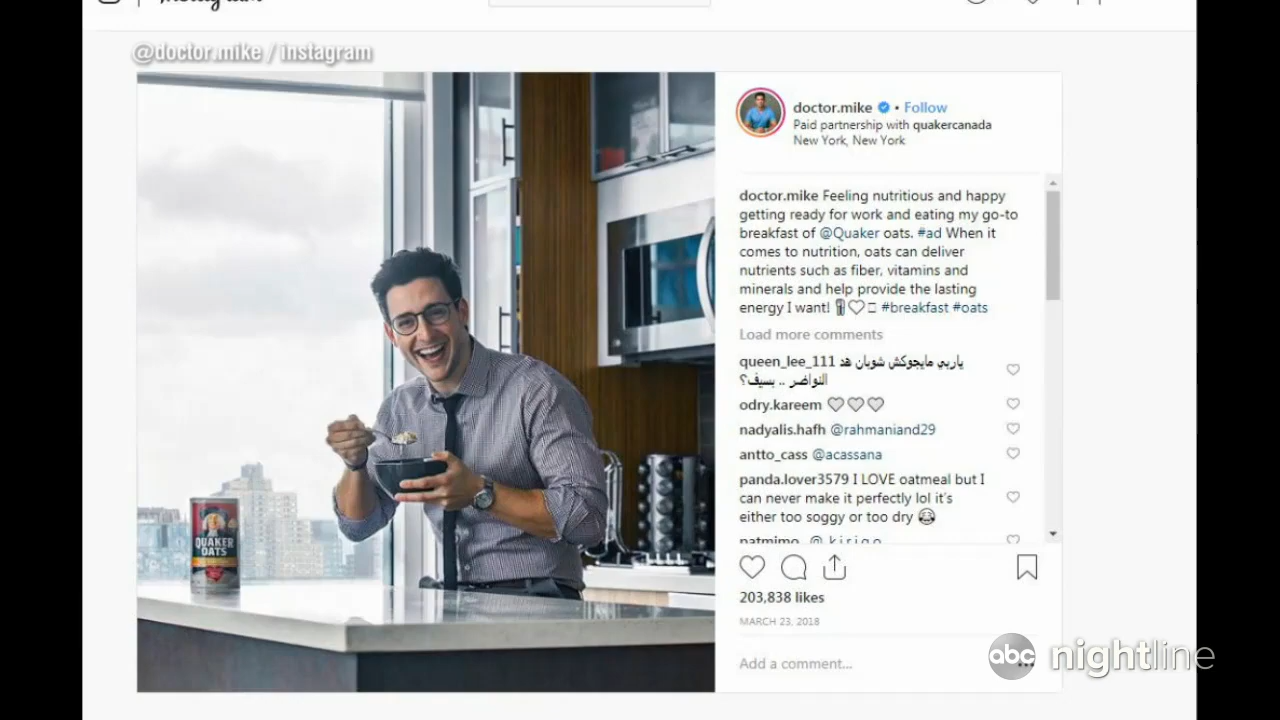 Instagram
@doctor.mike / instagram
doctor.mike • Follow
Paid partnership with quakercanada
New York, New York
doctor.mike Feeling nutritious and happy
getting ready for work and eating my go-to
breakfast of @Quaker oats. #ad When it
comes to nutrition, oats can deliver
nutrients such as fiber, vitamins and
minerals and help provide the lasting
energy I want! #breakfast #oats
Load more comments
queen_lee_111 ياربي مايجوكش شوبان هد
النواضر .. بسيف؟
odry.kareem
nadyalis.hafh @rahmaniand29
antto_cass @acassana
panda.lover3579 I LOVE oatmeal but I
can never make it perfectly lol it's
either too soggy or too dry
QUAKER
OATS
203,838 likes
MARCH 23, 2018
Add a comment...
abc nightline